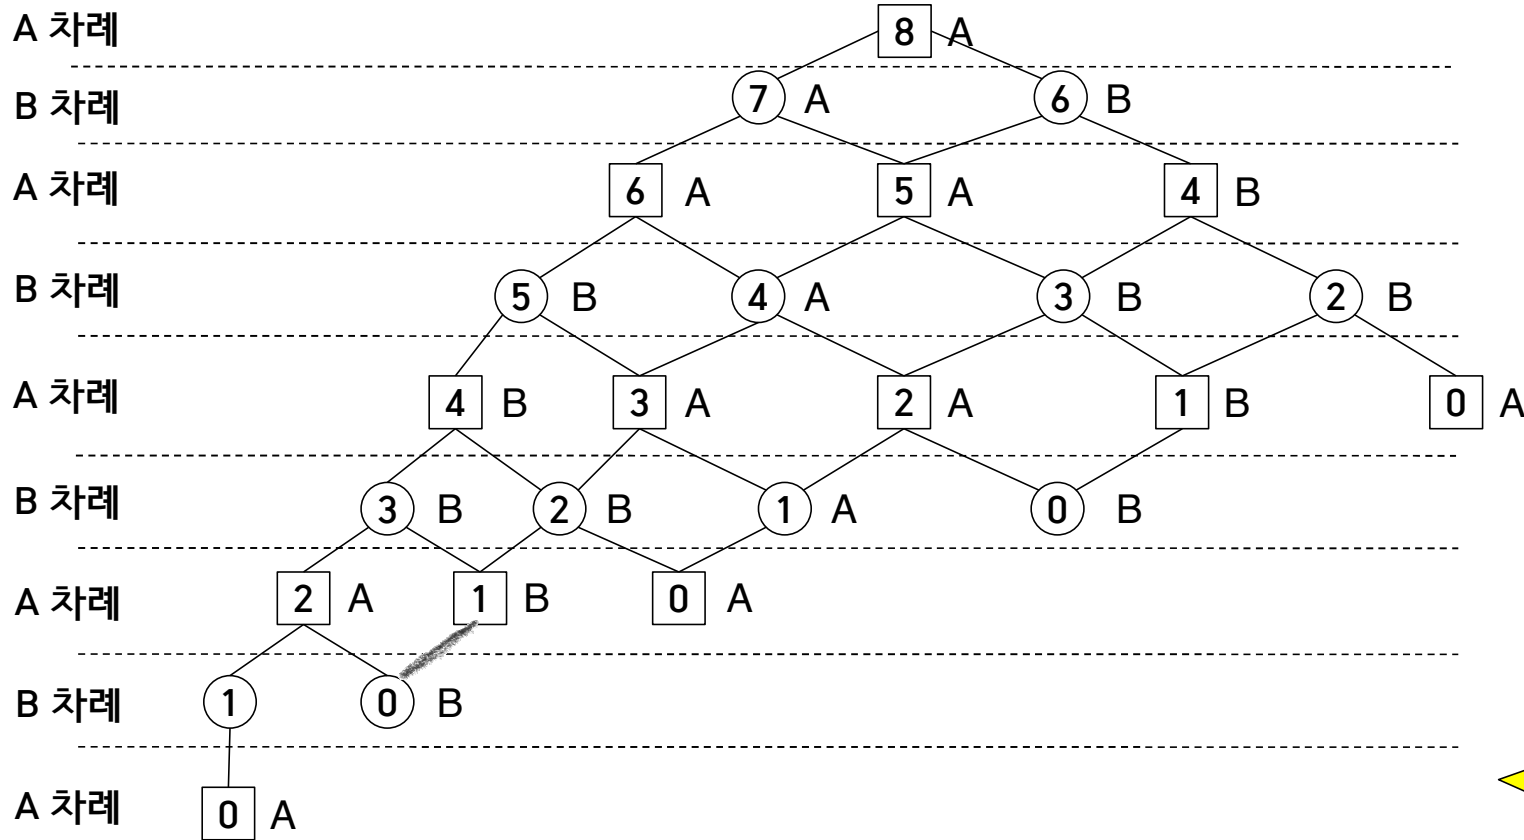 A 차례 8 A
B 차례 7 A 6 B
A 차례 6 A 5 A 4 B
B 차례 5 B 4 A 3 B 2 B
A 차례 4 B 3 A 2 A 1 B 0 A
B 차례 3 B 2 B 1 A 0 B
A 차례 2 A 1 B 0 A
B 차례 1 0 B
A 차례 0 A